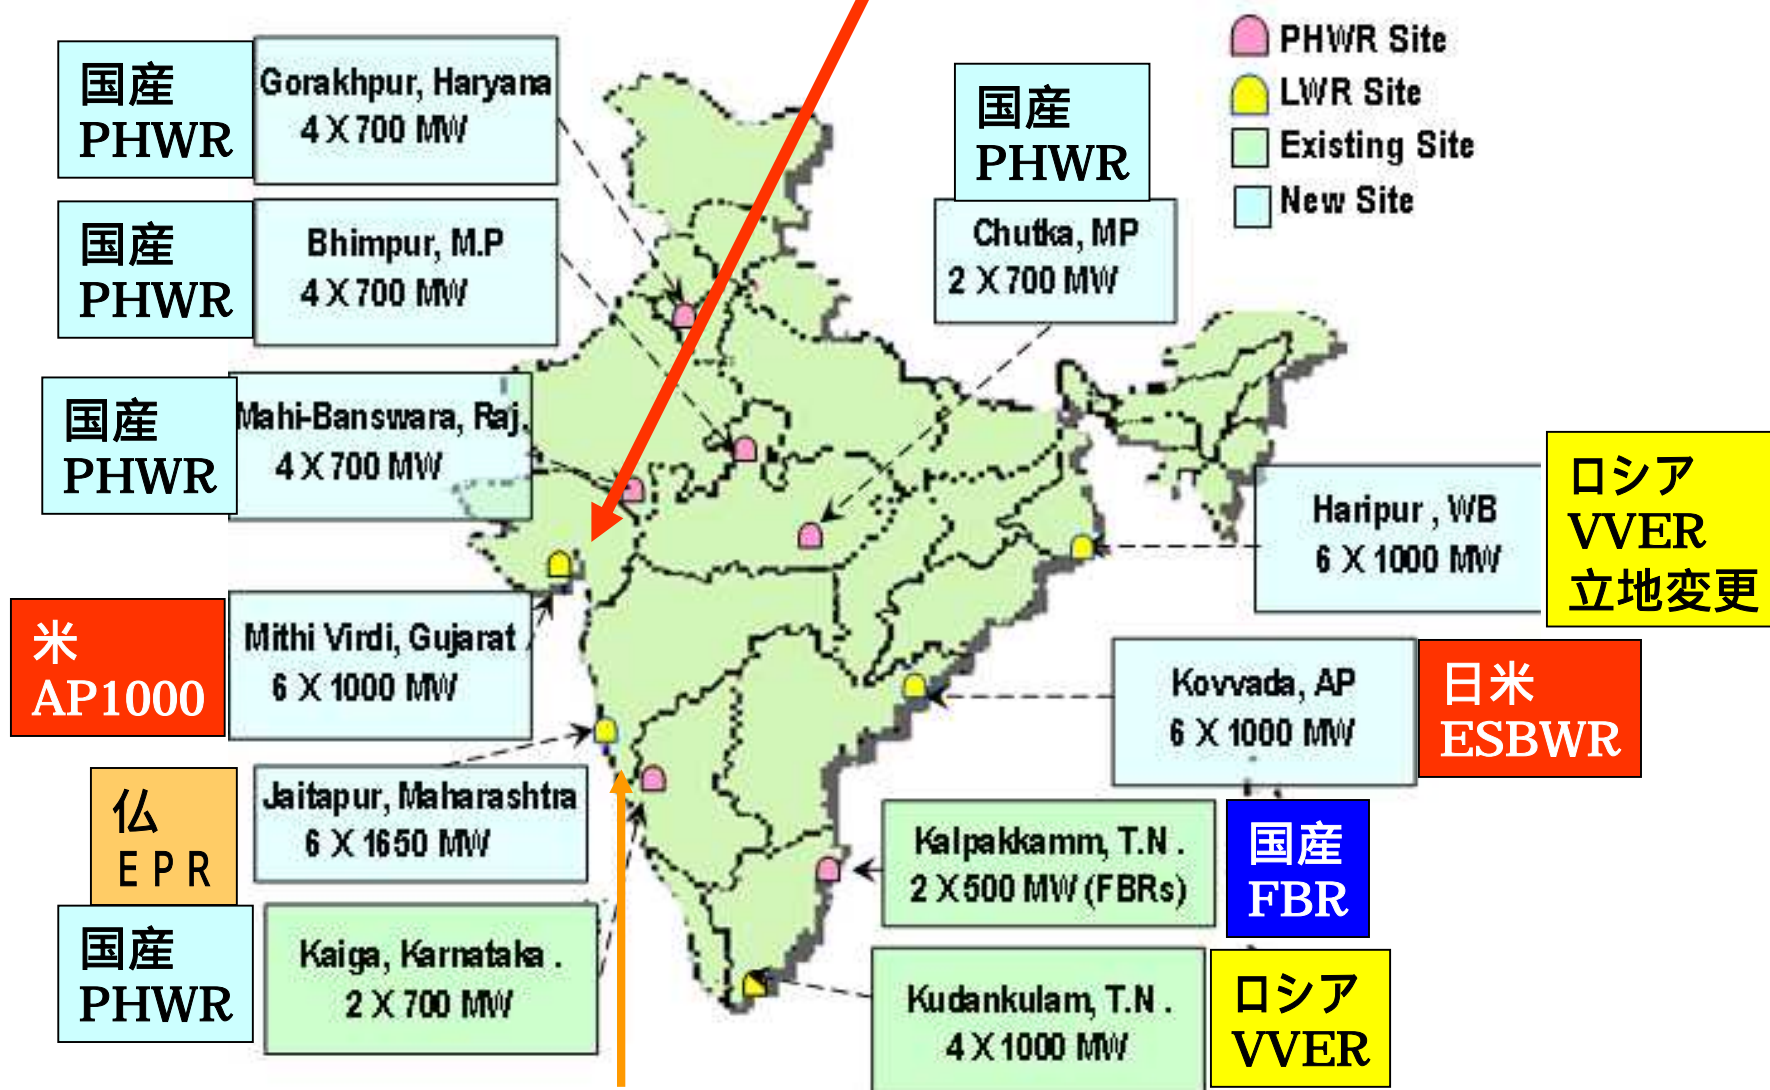 国産
PHWR
Gorakhpur, Haryana
4 X 700 MW
国産
PHWR
Bhimpur, M.P
4 X 700 MW
国産
PHWR
Mahi-Banswara, Raj.
4 X 700 MW
米
AP1000
Mithi Virdi, Gujarat
6 X 1000 MW
仏
ＥＰＲ
Jaitapur, Maharashtra
6 X 1650 MW
国産
PHWR
Kaiga, Karnataka .
2 X 700 MW
国産
PHWR
Chutka, MP
2 X 700 MW
PHWR Site
LWR Site
Existing Site
New Site
Haripur , WB
6 X 1000 MW
ロシア
VVER
立地変更
Kovvada, AP
6 X 1000 MW
日米
ESBWR
Kalpakkamm, T.N .
2 X 500 MW (FBRs)
国産
FBR
Kudankulam, T.N .
4 X 1000 MW
ロシア
VVER